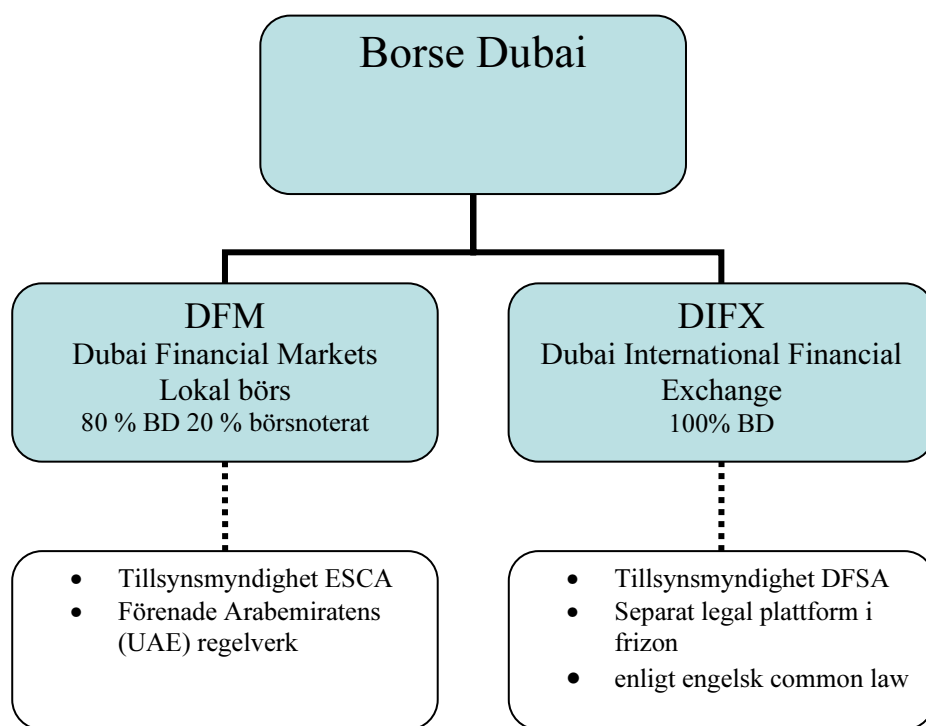 Borse Dubai
DFM
Dubai Financial Markets
Lokal börs
80 % BD 20 % börsnoterat
DIFX
Dubai International Financial
Exchange
100% BD
• Tillsynsmyndighet ESCA
• Förenade Arabemiratens
(UAE) regelverk
• Tillsynsmyndighet DFSA
• Separat legal plattform i
frizon
• enligt engelsk common law